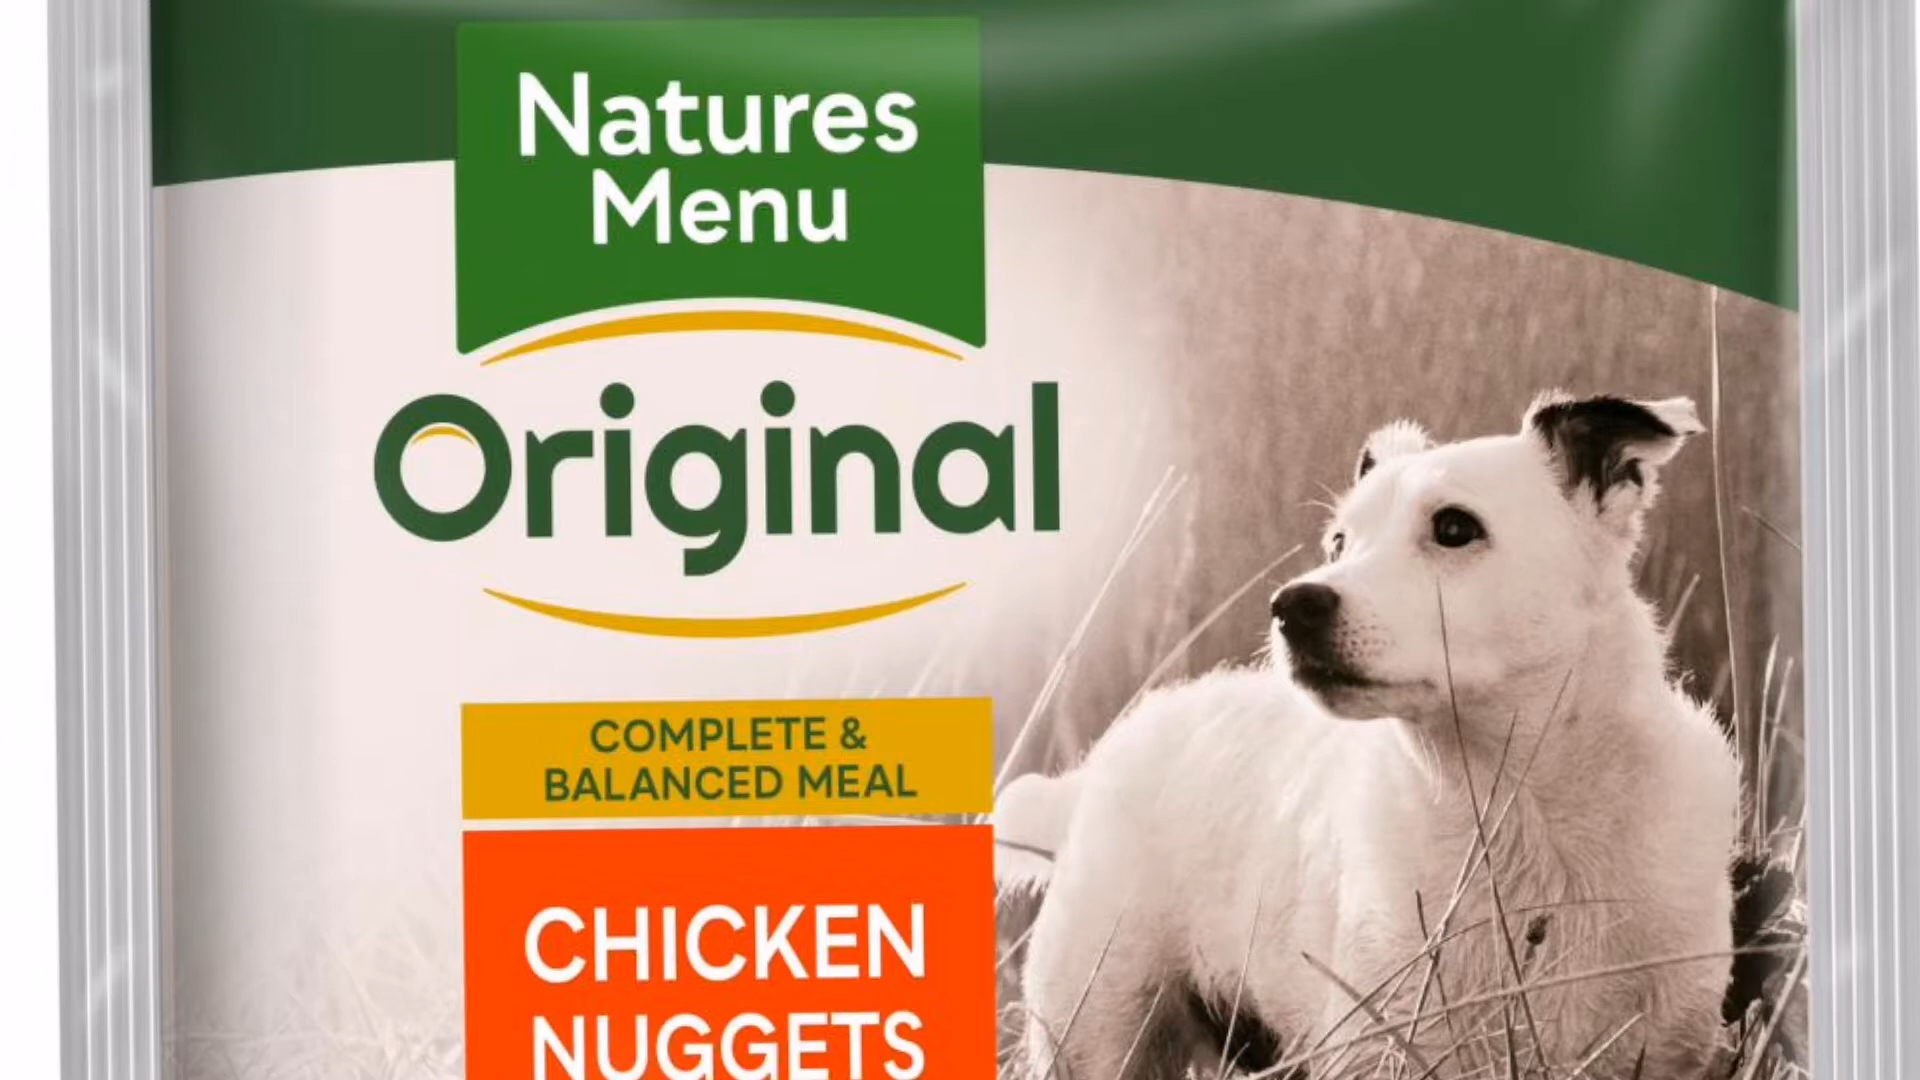 Natures
Menu
Original
COMPLETE &
BALANCED MEAL
CHICKEN
NUGGETS